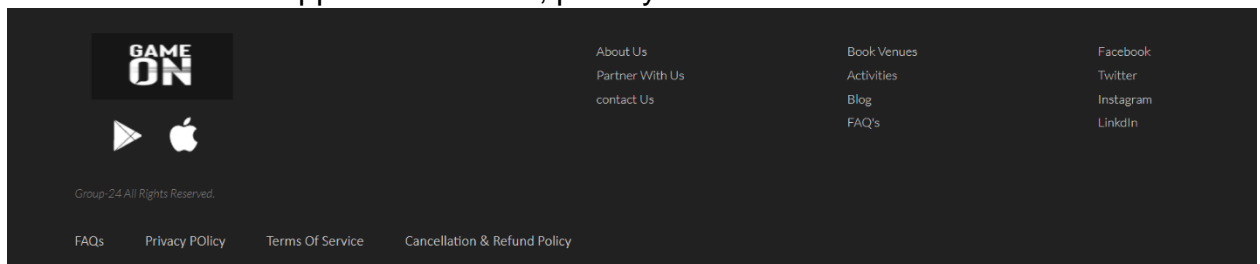 GAME
ON
Group-24 All Rights Reserved.
About Us
Partner With Us
contact Us
Book Venues
Activities
Blog
FAQ's
Facebook
Twitter
Instagram
LinkdIn
FAQs Privacy POlicy Terms Of Service Cancellation & Refund Policy